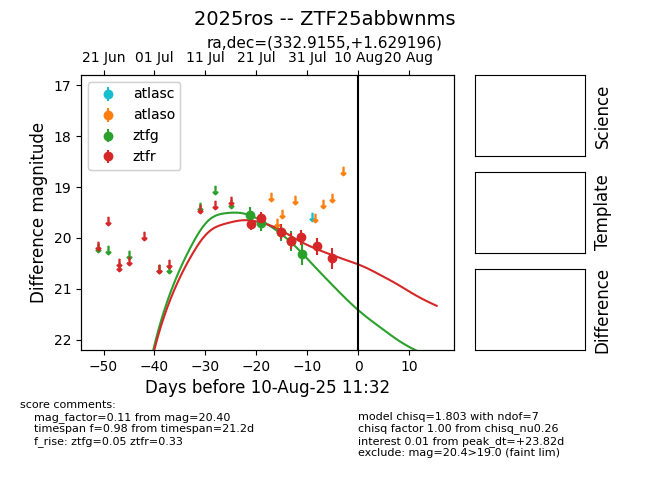 2025ros -- ZTF25abbwnms
ra,dec=(332.9155,+1.629196)
21 Jun 01 Jul 11 Jul 21 Jul 31 Jul 10 Aug 20 Aug
17
18
19
20
21
22
Difference magnitude
atlasc
atlaso
ztfg
ztfr
−50 −40 −30 −20 −10 0 10
Days before 10-Aug-25 11:32
Science
Template
Difference
score comments:
mag_factor=0.11 from mag=20.40
timespan f=0.98 from timespan=21.2d
f_rise: ztfg=0.05 ztfr=0.33
model chisq=1.803 with ndof=7
chisq factor 1.00 from chisq_nu0.26
interest 0.01 from peak_dt=+23.82d
exclude: mag=20.4>19.0 (faint lim)